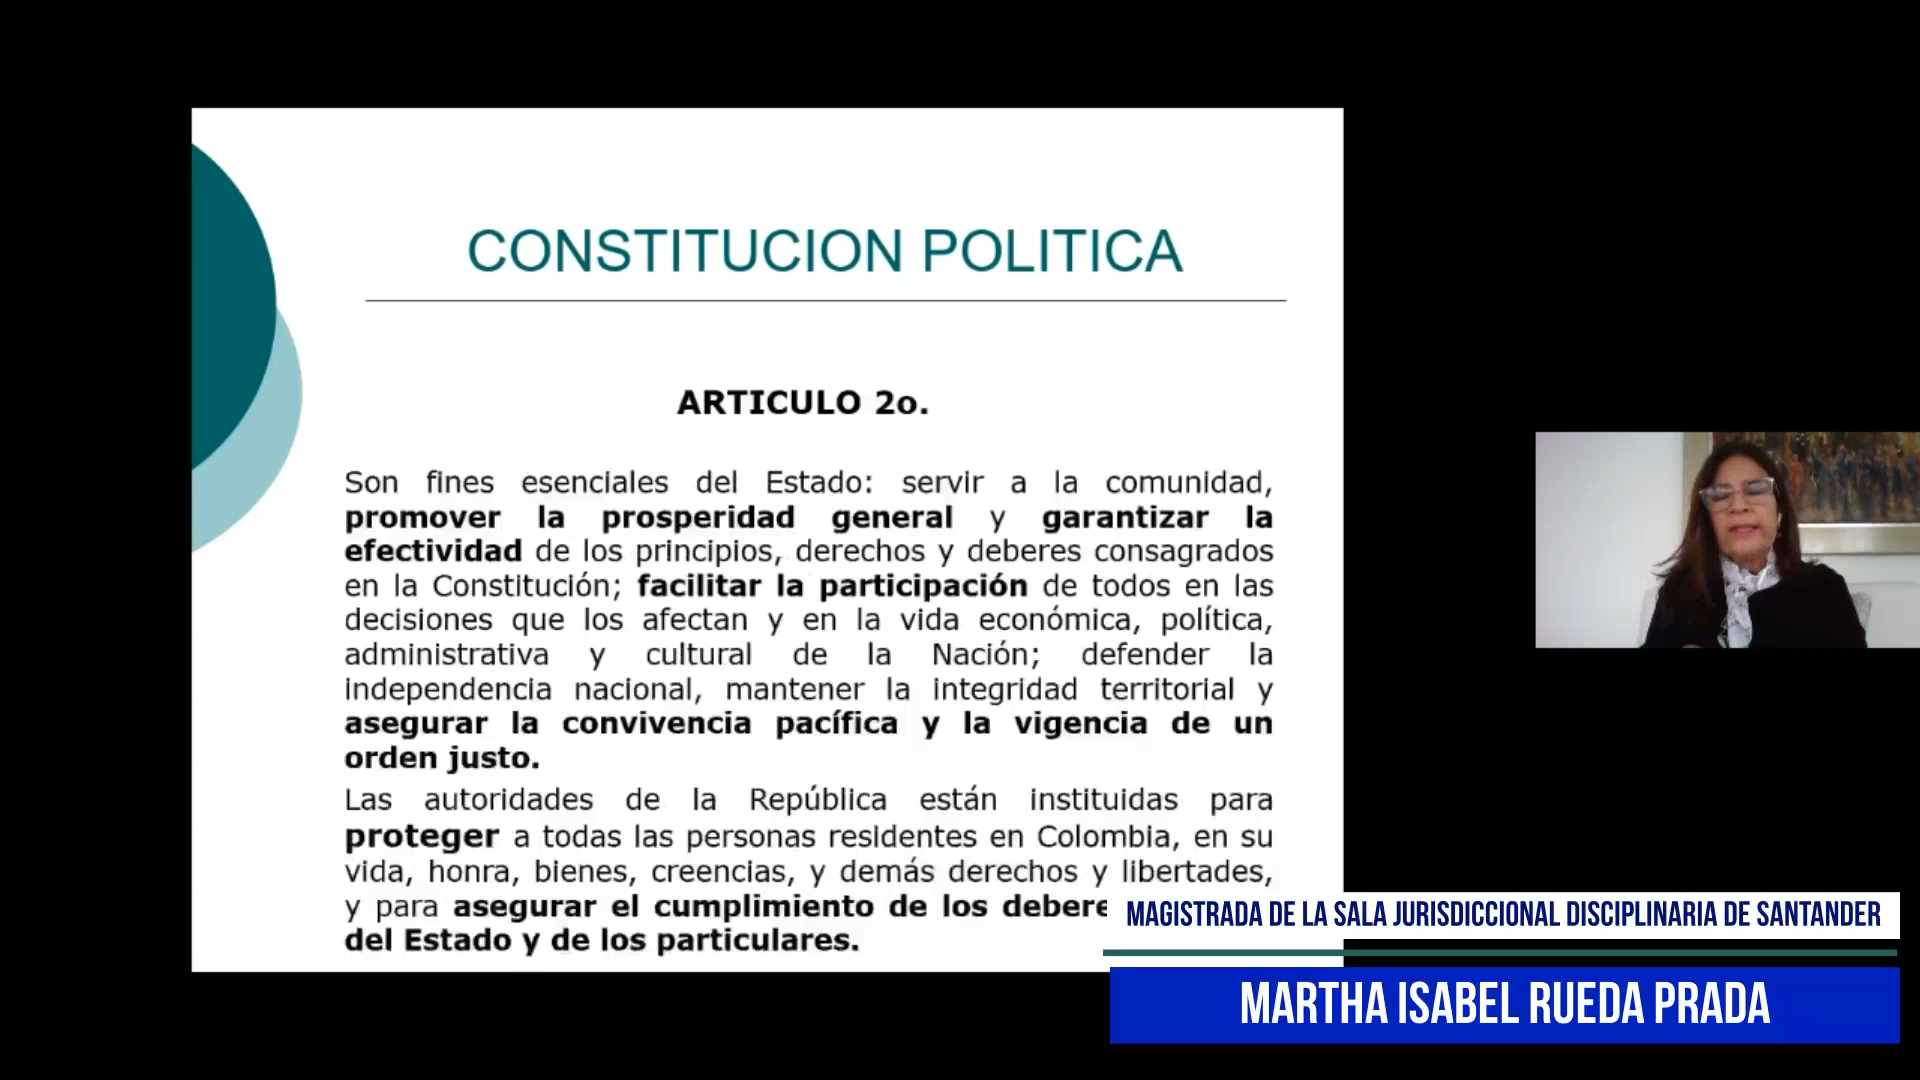 CONSTITUCION POLITICA
ARTICULO 2o.
Son fines esenciales del Estado: servir a la comunidad,
promover la prosperidad general y garantizar la
efectividad de los principios, derechos y deberes consagrados
en la Constitución; facilitar la participación de todos en las
decisiones que los afectan y en la vida económica, política,
administrativa y cultural de la Nación; defender la
independencia nacional, mantener la integridad territorial y
asegurar la convivencia pacífica y la vigencia de un
orden justo.
Las autoridades de la República están instituidas para
proteger a todas las personas residentes en Colombia, en su
vida, honra, bienes, creencias, y demás derechos y libertades,
y para asegurar el cumplimiento de los debere
del Estado y de los particulares.
MAGISTRADA DE LA SALA JURISDICCIONAL DISCIPLINARIA DE SANTANDER
MARTHA ISABEL RUEDA PRADA